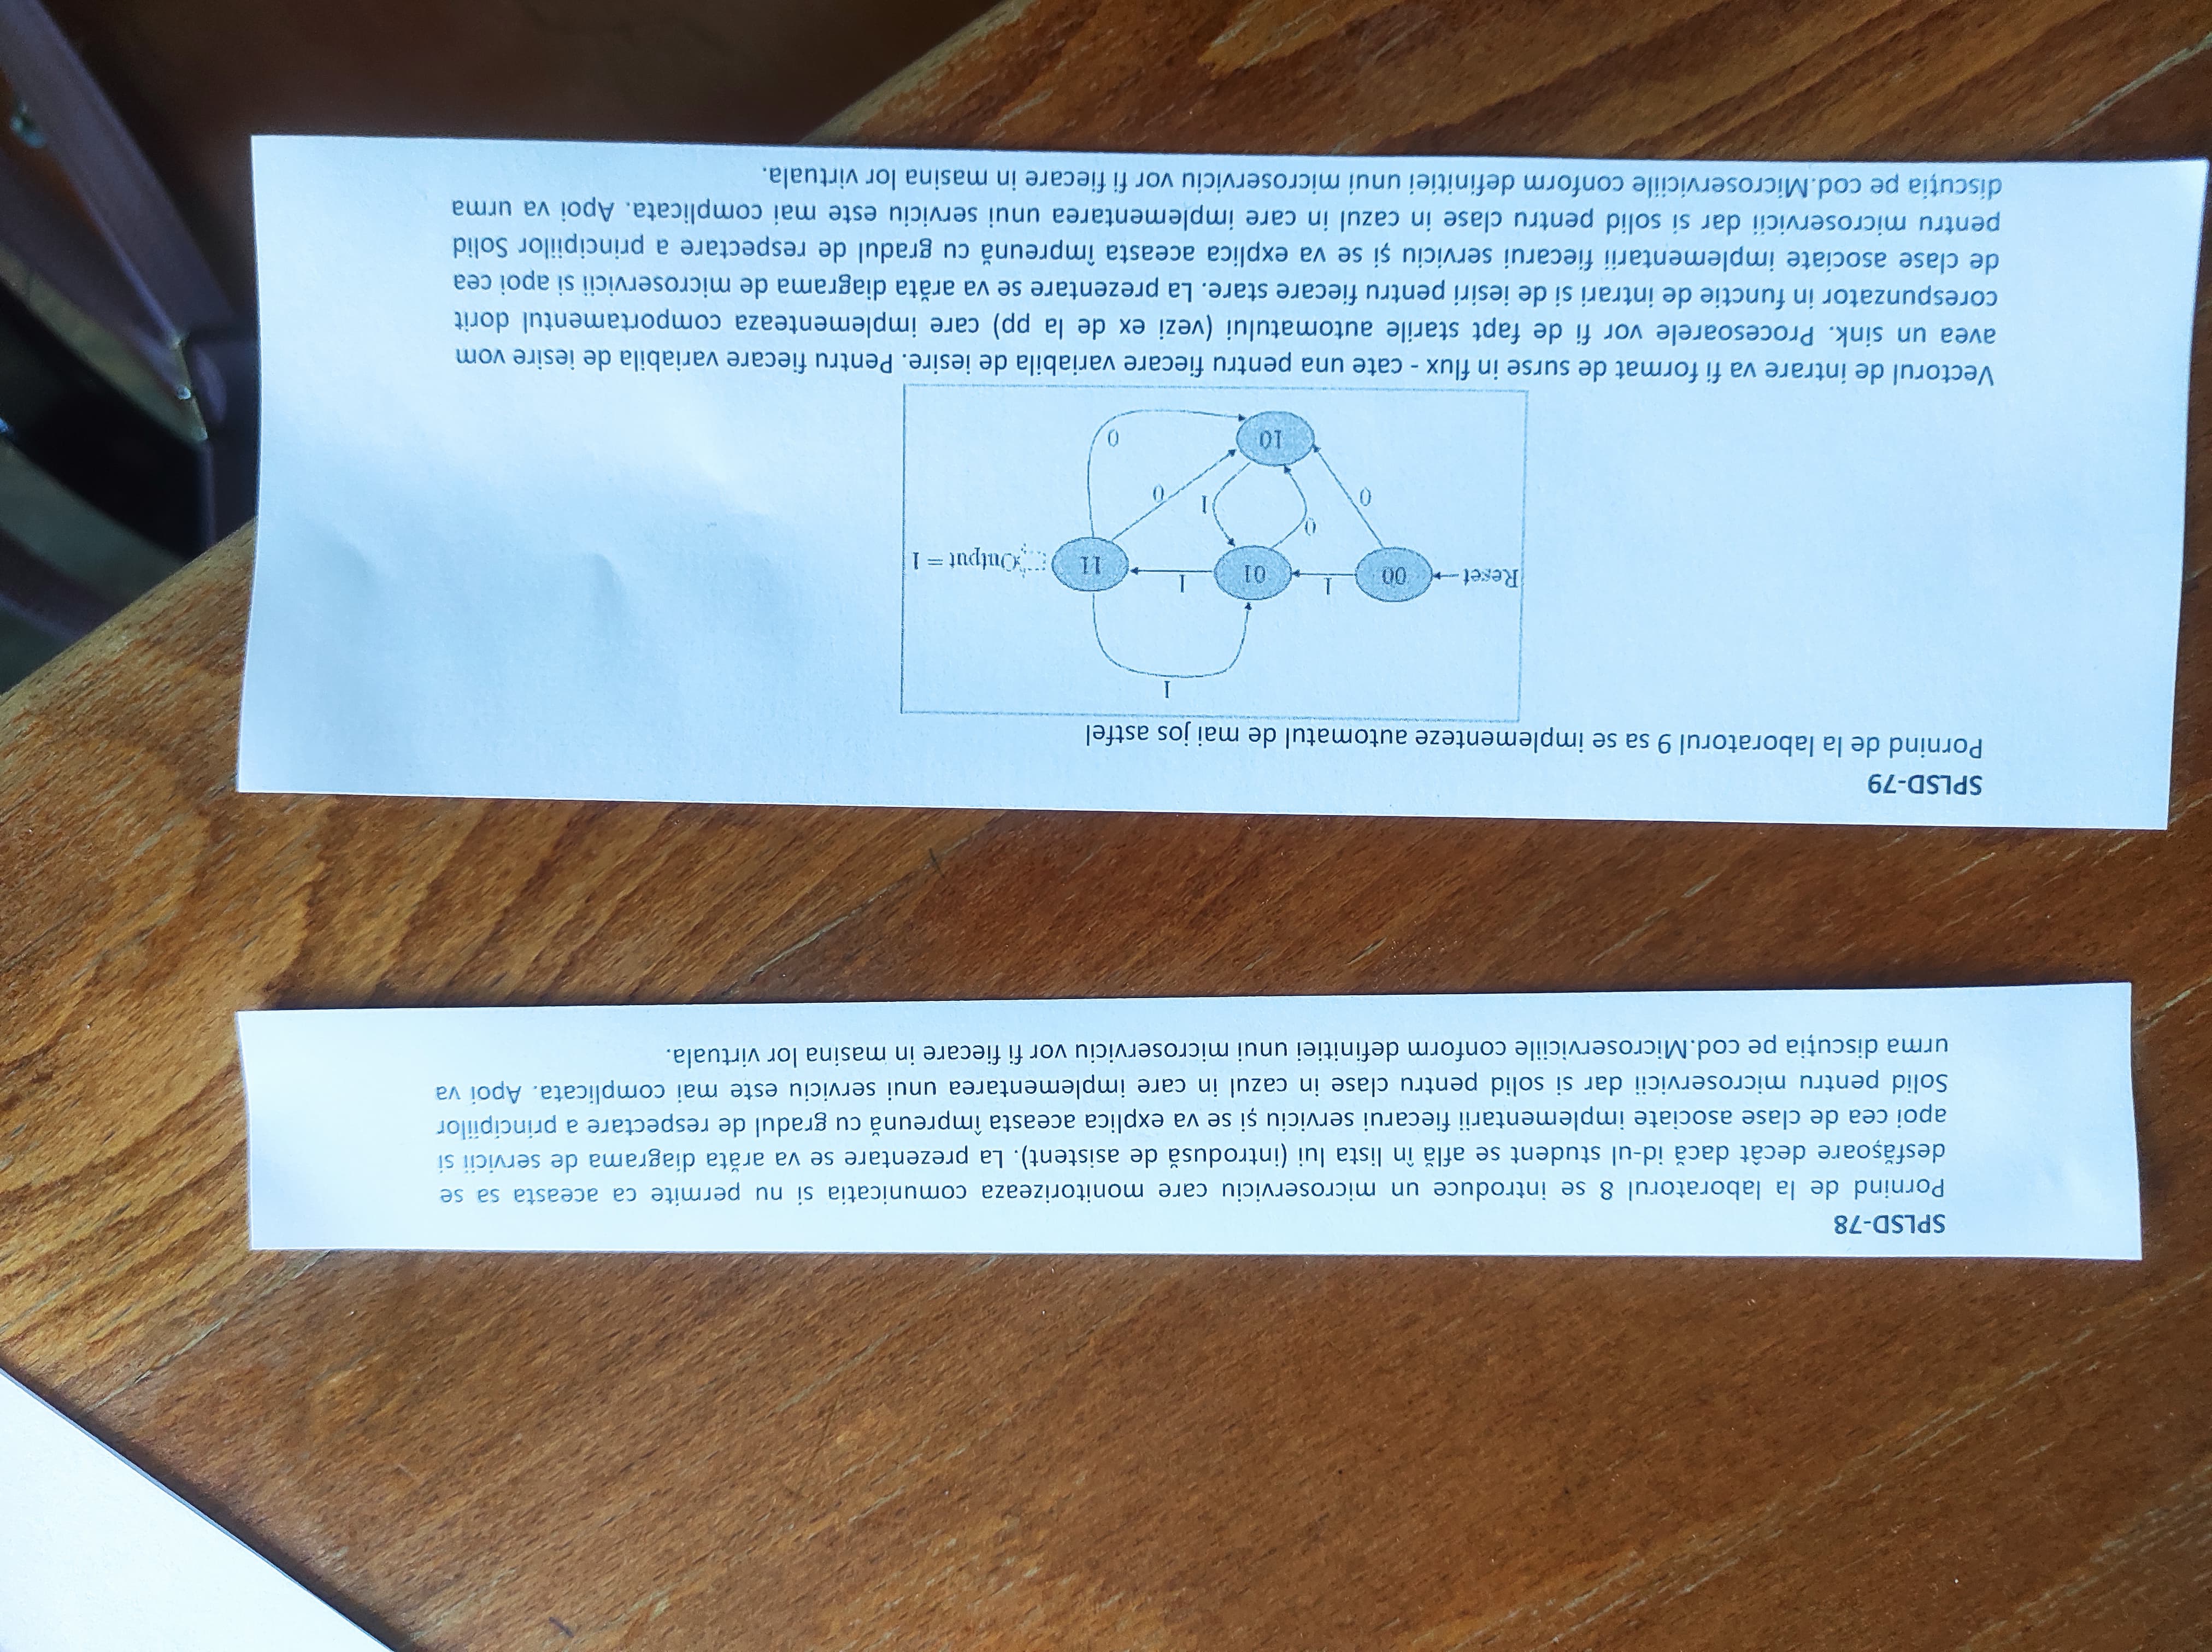 SPLSD-78
Pornind de la laboratorul 8 se introduce un microserviciu care monitorizeaza comunicatia si nu permite ca aceasta sa se
desfășoare decât dacă id-ul student se află în lista lui (introdusă de asistent). La prezentare se va arăta diagrama de servicii si
apoi cea de clase asociate implementarii fiecarui serviciu și se va explica aceasta împreună cu gradul de respectare a principiilor
Solid pentru microservicii dar si solid pentru clase in cazul in care implementarea unui serviciu este mai complicata. Apoi va
urma discuția pe cod.Microserviciile conform definitiei unui microserviciu vor fi fiecare in masina lor virtuala.
SPLSD-79
Pornind de la laboratorul 9 sa se implementeze automatul de mai jos astfel
1
Reset
00
1
01
1
11
Output = 1
0
0
1
0
10
0
Vectorul de intrare va fi format de surse in flux - cate una pentru fiecare variabila de iesire. Pentru fiecare variabila de iesire vom
avea un sink. Procesoarele vor fi de fapt starile automatului (vezi ex de la pp) care implementeaza comportamentul dorit
corespunzator in functie de intrari si de iesiri pentru fiecare stare. La prezentare se va arăta diagrama de microservicii si apoi cea
de clase asociate implementarii fiecarui serviciu și se va explica aceasta împreună cu gradul de respectare a principiilor Solid
pentru microservicii dar si solid pentru clase in cazul in care implementarea unui serviciu este mai complicata. Apoi va urma
discuția pe cod.Microserviciile conform definitiei unui microserviciu vor fi fiecare in masina lor virtuala.